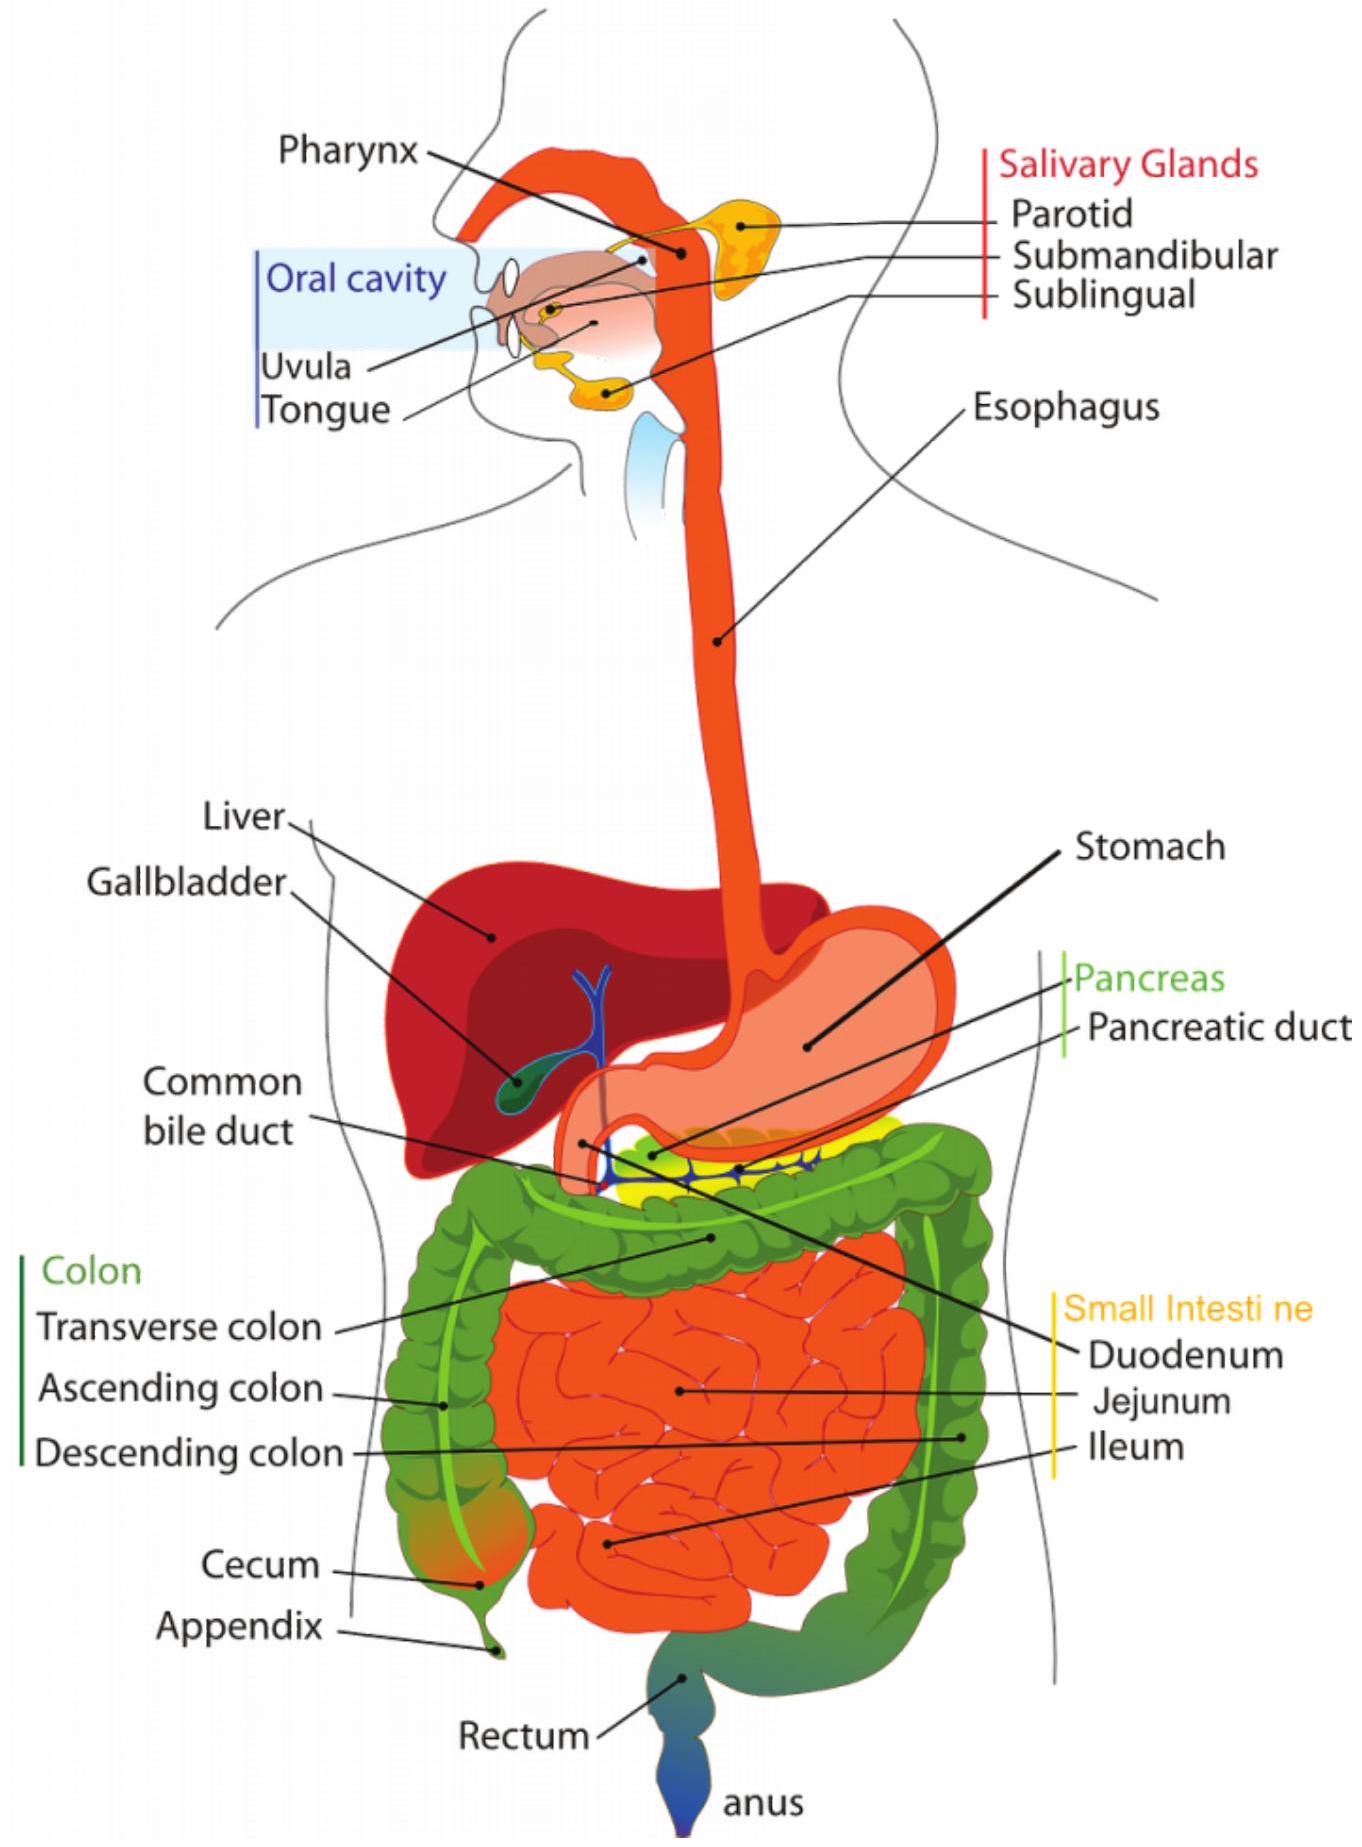 Pharynx
Salivary Glands
Parotid
Submandibular
Sublingual
Oral cavity
Uvula
Tongue
Esophagus
Liver
Gallbladder
Stomach
Pancreas
Pancreatic duct
Common
bile duct
Colon
Transverse colon
Ascending colon
Descending colon
Small Intesti ne
Duodenum
Jejunum
Ileum
Cecum
Appendix
Rectum
anus